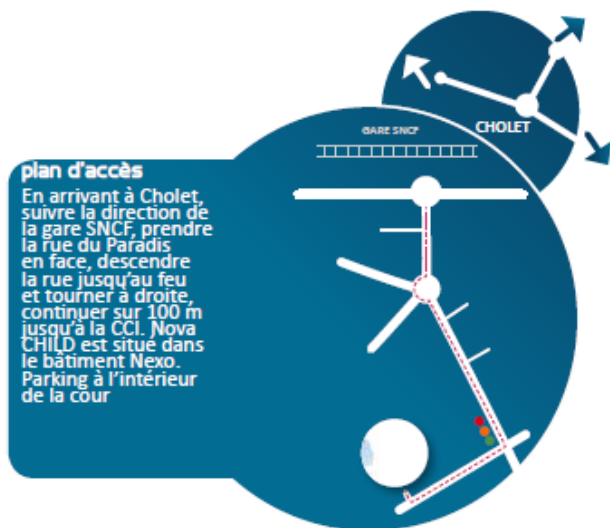 CHOLET
GARE SNCF
plan d'accès
En arrivant à Cholet,
suivre la direction de
la gare SNCF, prendre
la rue du Paradis
en face, descendre
la rue jusqu'au feu
et tourner à droite,
continuer sur 100 m
jusqu'à la CCI. Nova
CHILD est situé dans
le bâtiment Nexo.
Parking à l'intérieur
de la cour